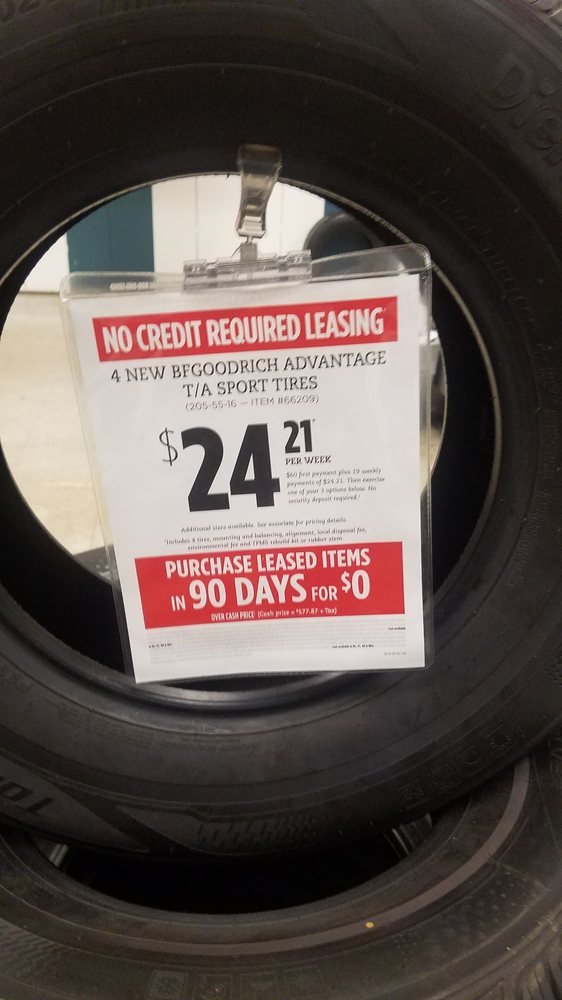 NO CREDIT REQUIRED LEASING
4 NEW BFGOODRICH ADVANTAGE
T/A SPORT TIRES
(205-55-16 — ITEM #66209)
$24 21*
PER WEEK
$60 first payment plus 15 weekly
payments of $24.21. Then exercise
one of your 3 options below. No
security deposit required.
Additional sizes available. See associate for pricing details.
*Includes 4 tires, mounting and balancing, alignment, local disposal fee,
environmental fee and TPMS rebuild kit or rubber stem.
PURCHASE LEASED ITEMS
IN 90 DAYS FOR $0
OVER CASH PRICE (Cash price = $577.87 + Tax)